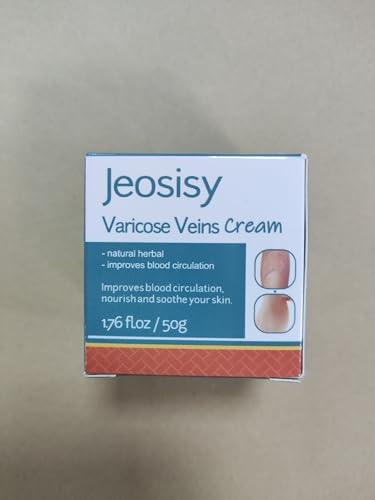 Jeosisy
Varicose Veins Cream
- natural herbal
- improves blood circulation
Improves blood circulation,
nourish and soothe your skin.
1.76 fl.oz / 50g